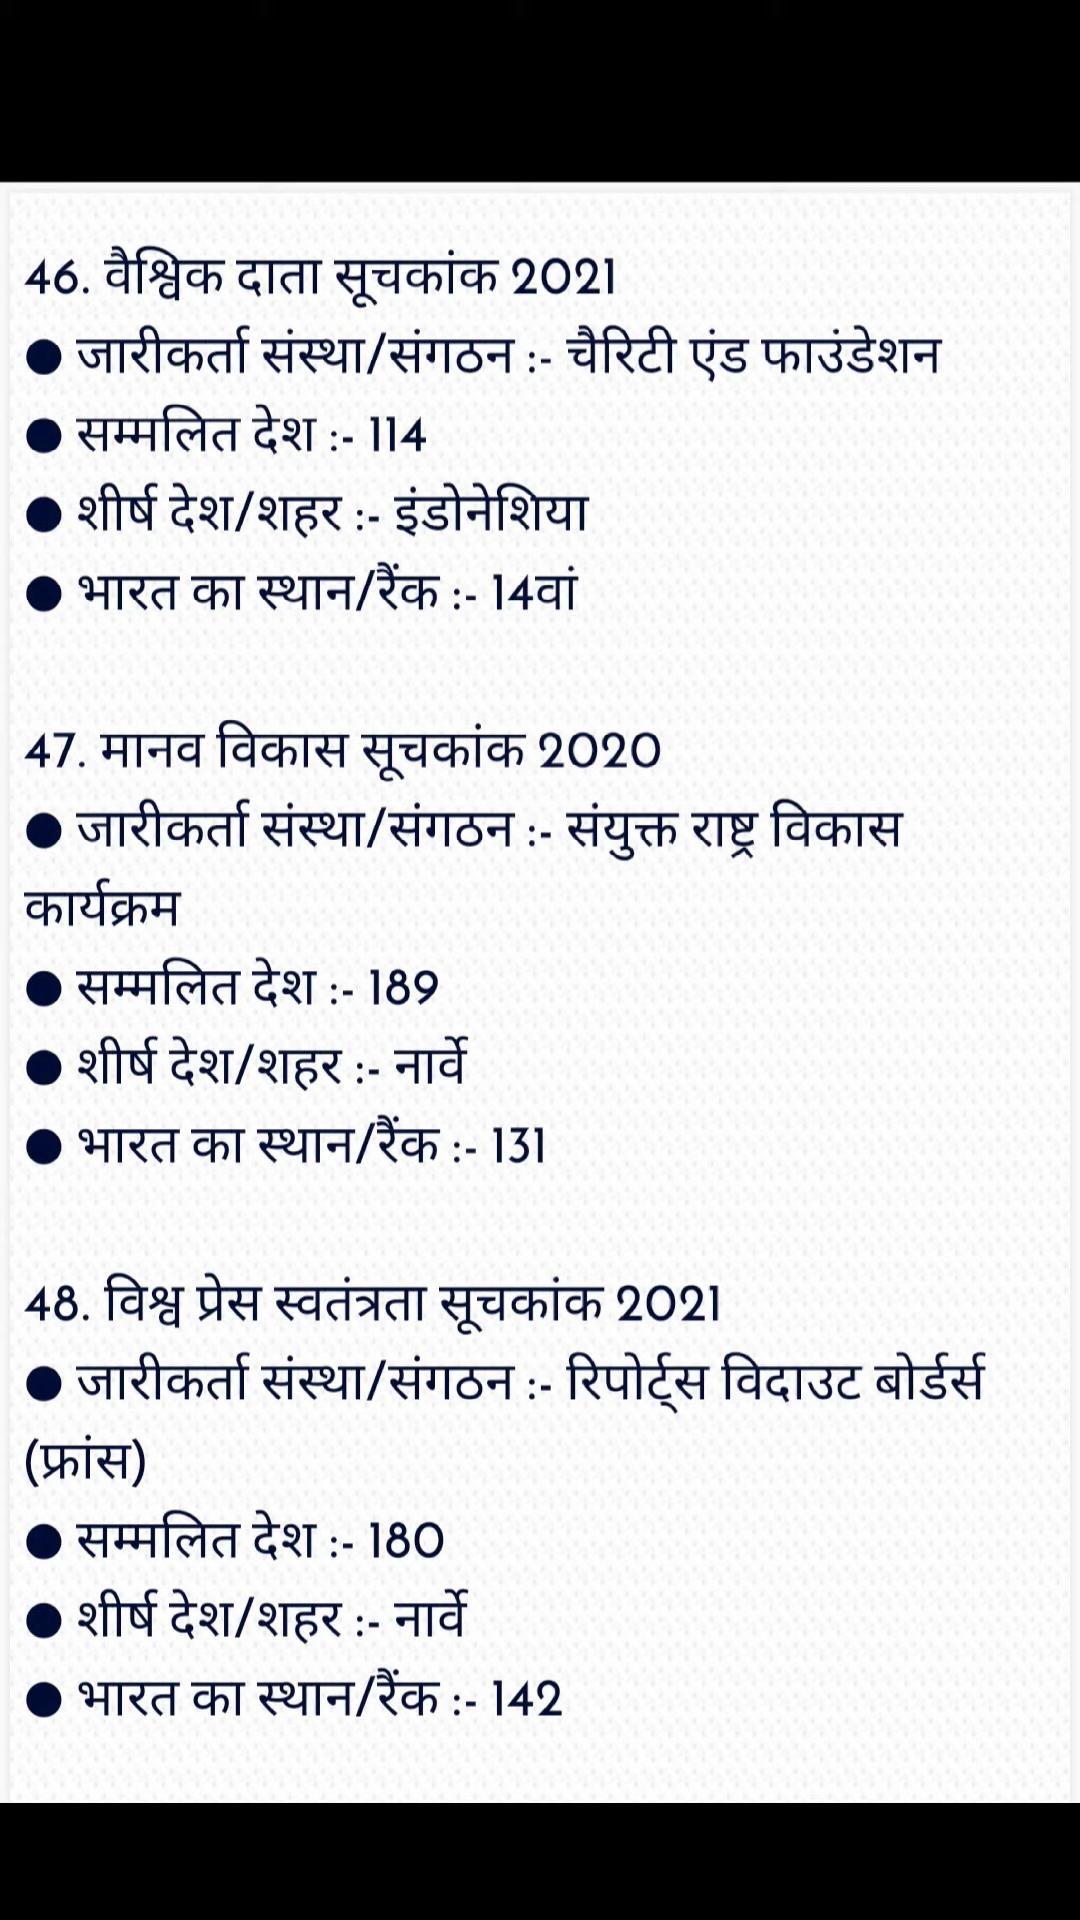 46. वैश्विक दाता सूचकांक 2021
● जारीकर्ता संस्था/संगठन :- चैरिटी एंड फाउंडेशन
● सम्मलित देश :- 114
● शीर्ष देश/शहर :- इंडोनेशिया
● भारत का स्थान/रैंक :- 14वां
47. मानव विकास सूचकांक 2020
● जारीकर्ता संस्था/संगठन :- संयुक्त राष्ट्र विकास
कार्यक्रम
● सम्मलित देश :- 189
● शीर्ष देश/शहर :- नार्वे
● भारत का स्थान/रैंक :- 131
48. विश्व प्रेस स्वतंत्रता सूचकांक 2021
● जारीकर्ता संस्था/संगठन :- रिपोर्ट्स विदाउट बोर्डर्स
(फ्रांस)
● सम्मलित देश :- 180
● शीर्ष देश/शहर :- नार्वे
● भारत का स्थान/रैंक :- 142